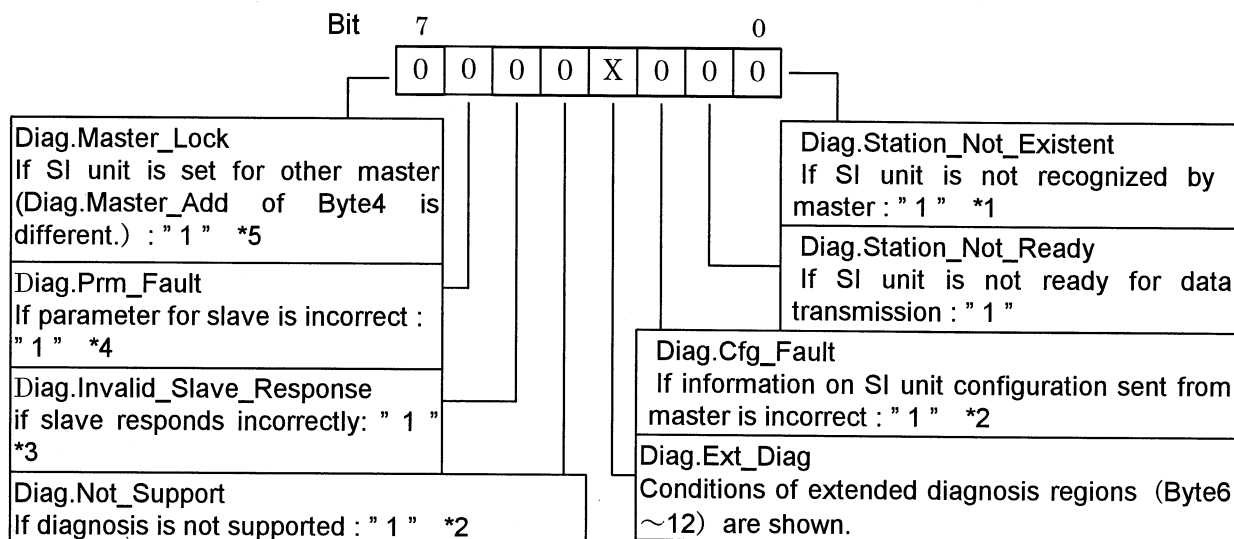 Bit 7 0
0 0 0 0 X 0 0 0
Diag.Master_Lock
If SI unit is set for other master
(Diag.Master_Add of Byte4 is
different.) : ” 1 ” *5
Diag.Prm_Fault
If parameter for slave is incorrect :
” 1 ” *4
Diag.Invalid_Slave_Response
if slave responds incorrectly: ” 1 ”
*3
Diag.Not_Support
If diagnosis is not supported : ” 1 ” *2
Diag.Station_Not_Existent
If SI unit is not recognized by
master : ” 1 ” *1
Diag.Station_Not_Ready
If SI unit is not ready for data
transmission : ” 1 ”
Diag.Cfg_Fault
If information on SI unit configuration sent from
master is incorrect : ” 1 ” *2
Diag.Ext_Diag
Conditions of extended diagnosis regions (Byte6
～12) are shown.